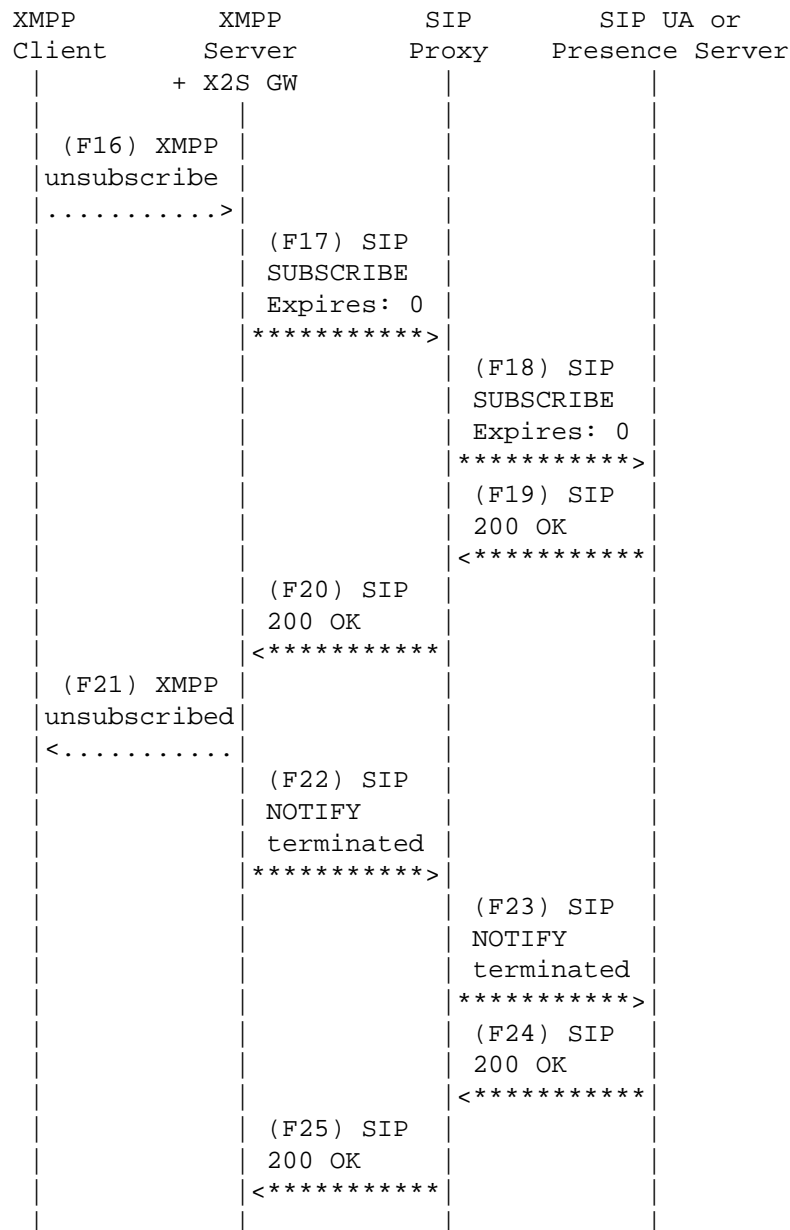 XMPP XMPP SIP SIP UA or
Client Server Proxy Presence Server
+ X2S GW
(F16) XMPP
unsubscribe
...........>
(F17) SIP
SUBSCRIBE
Expires: 0
***********>
(F18) SIP
SUBSCRIBE
Expires: 0
***********>
(F19) SIP
200 OK
<***********
(F20) SIP
200 OK
<***********
(F21) XMPP
unsubscribed
<...........
(F22) SIP
NOTIFY
terminated
***********>
(F23) SIP
NOTIFY
terminated
***********>
(F24) SIP
200 OK
<***********
(F25) SIP
200 OK
<***********